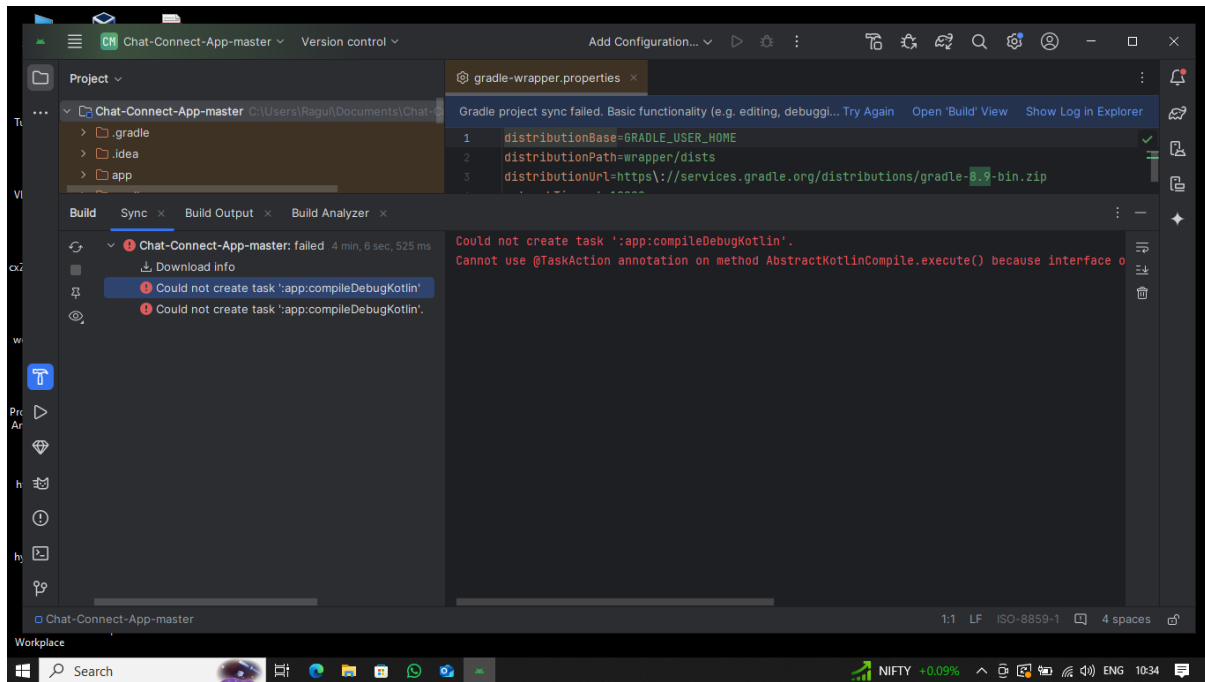 CM Chat-Connect-App-master Version control Add Configuration...
Project
gradle-wrapper.properties
Chat-Connect-App-master C:\Users\Ragul\Documents\Chat-C
Gradle project sync failed. Basic functionality (e.g. editing, debuggi... Try Again Open 'Build' View Show Log in Explorer
.gradle
.idea
app
1 distributionBase=GRADLE_USER_HOME
2 distributionPath=wrapper/dists
3 distributionUrl=https\://services.gradle.org/distributions/gradle-8.9-bin.zip
Build Sync Build Output Build Analyzer
Chat-Connect-App-master: failed 4 min, 6 sec, 525 ms
Download info
Could not create task ':app:compileDebugKotlin'
Could not create task ':app:compileDebugKotlin'.
Could not create task ':app:compileDebugKotlin'.
Cannot use @TaskAction annotation on method AbstractKotlinCompile.execute() because interface o
Chat-Connect-App-master
1:1 LF ISO-8859-1 4 spaces
Workplace
Search
NIFTY +0.09% ENG 10:34